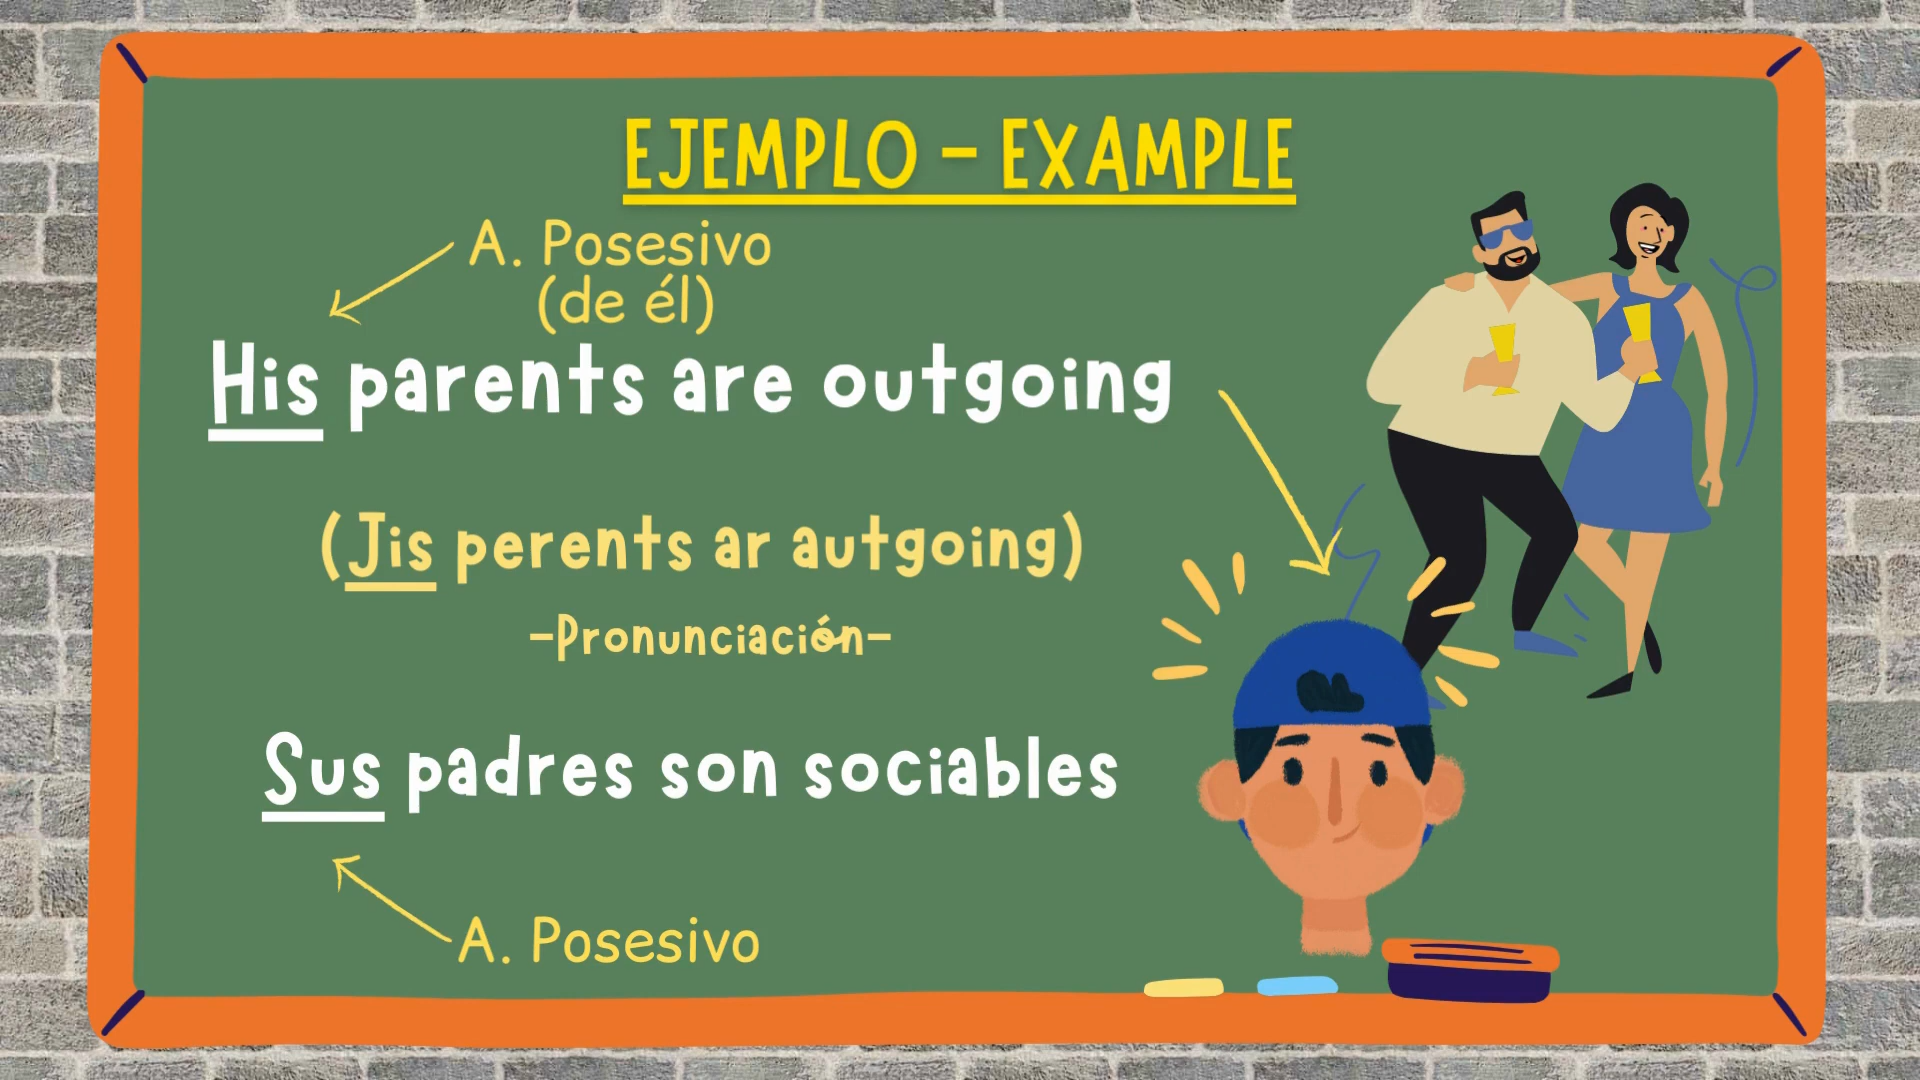 EJEMPLO - EXAMPLE
A. Posesivo
(de él)
His parents are outgoing
(Jis perents ar autgoing)
-Pronunciación-
Sus padres son sociables
A. Posesivo